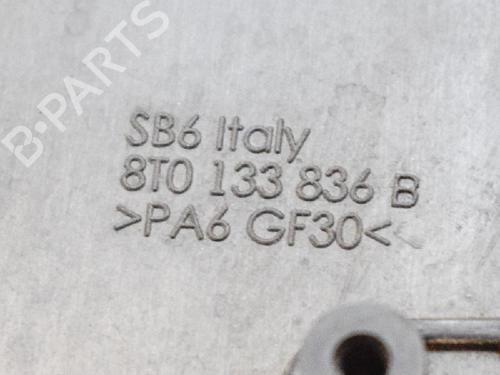 B-PARTS
SB6 Italy
8T0 133 836 B
>PA6 GF30<